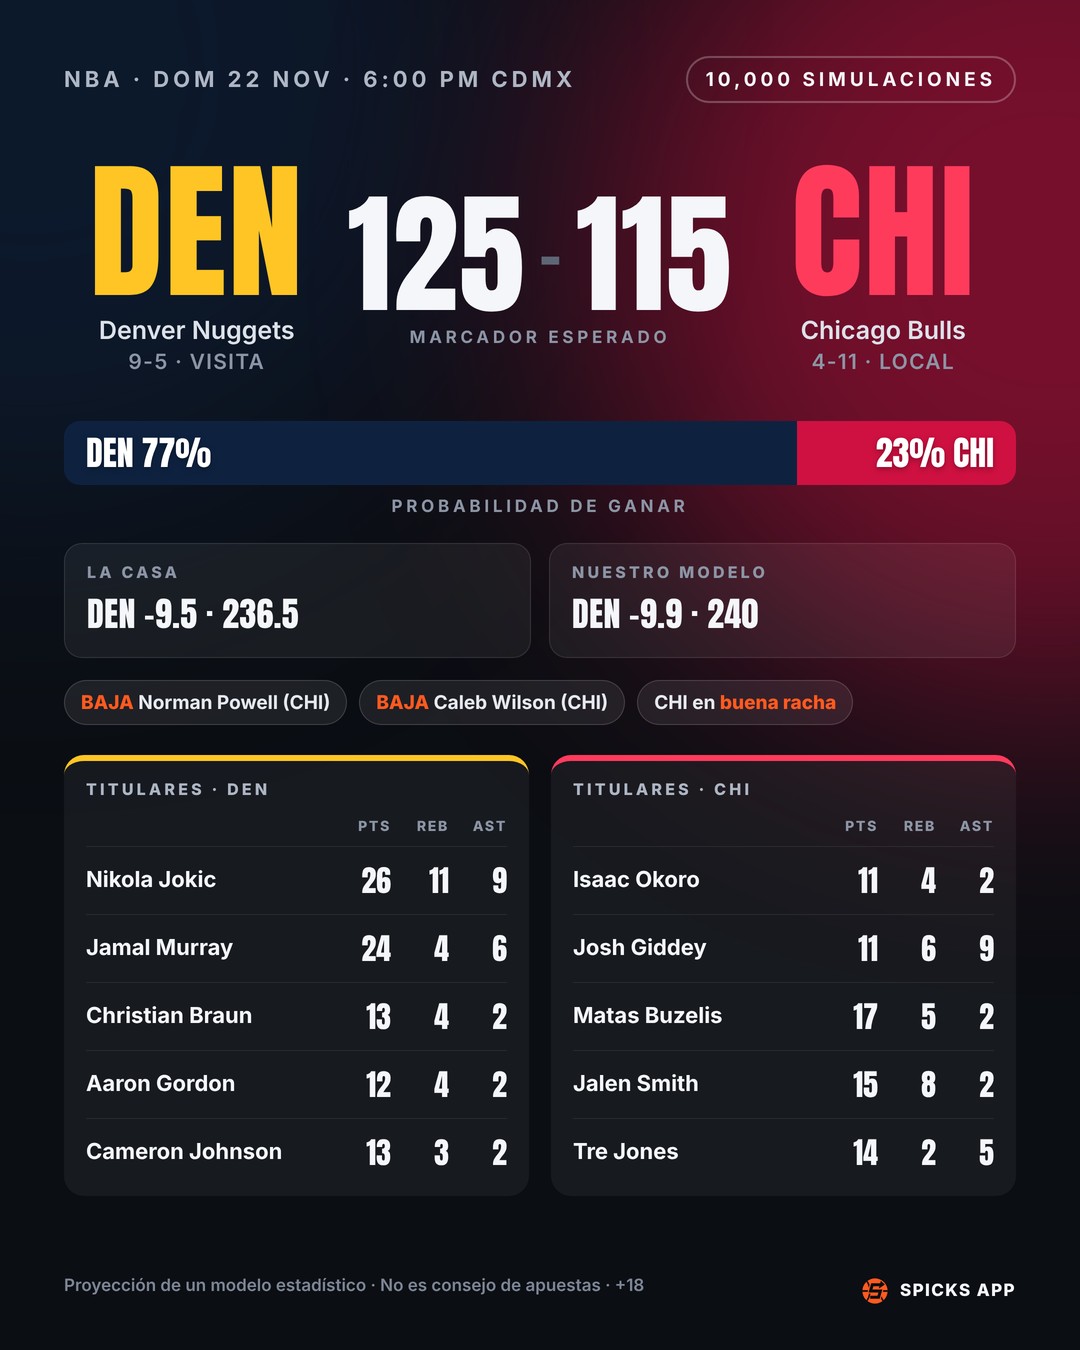 NBA · DOM 22 NOV · 6:00 PM CDMX
10,000 SIMULACIONES
DEN
125 - 115
CHI
Denver Nuggets
9-5 · VISITA
MARCADOR ESPERADO
Chicago Bulls
4-11 · LOCAL
DEN 77%
23% CHI
PROBABILIDAD DE GANAR
LA CASA
DEN -9.5 · 236.5
NUESTRO MODELO
DEN -9.9 · 240
BAJA Norman Powell (CHI)
BAJA Caleb Wilson (CHI)
CHI en buena racha
TITULARES · DEN
PTS REB AST
Nikola Jokic 26 11 9
Jamal Murray 24 4 6
Christian Braun 13 4 2
Aaron Gordon 12 4 2
Cameron Johnson 13 3 2
TITULARES · CHI
PTS REB AST
Isaac Okoro 11 4 2
Josh Giddey 11 6 9
Matas Buzelis 17 5 2
Jalen Smith 15 8 2
Tre Jones 14 2 5
Proyección de un modelo estadístico · No es consejo de apuestas · +18
SPICKS APP